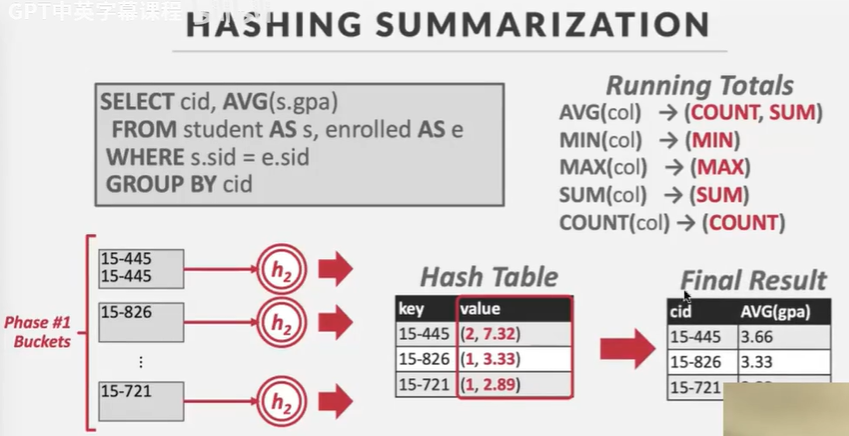 GPT中英字幕课程
HASHING SUMMARIZATION
SELECT cid, AVG(s.gpa)
FROM student AS s, enrolled AS e
WHERE s.sid = e.sid
GROUP BY cid
Running Totals
AVG(col) → (COUNT, SUM)
MIN(col) → (MIN)
MAX(col) → (MAX)
SUM(col) → (SUM)
COUNT(col) → (COUNT)
Phase #1
Buckets
15-445
15-445
h2
15-826
h2
⋮
15-721
h2
Hash Table
key value
15-445 (2, 7.32)
15-826 (1, 3.33)
15-721 (1, 2.89)
Final Result
cid AVG(gpa)
15-445 3.66
15-826 3.33
15-721